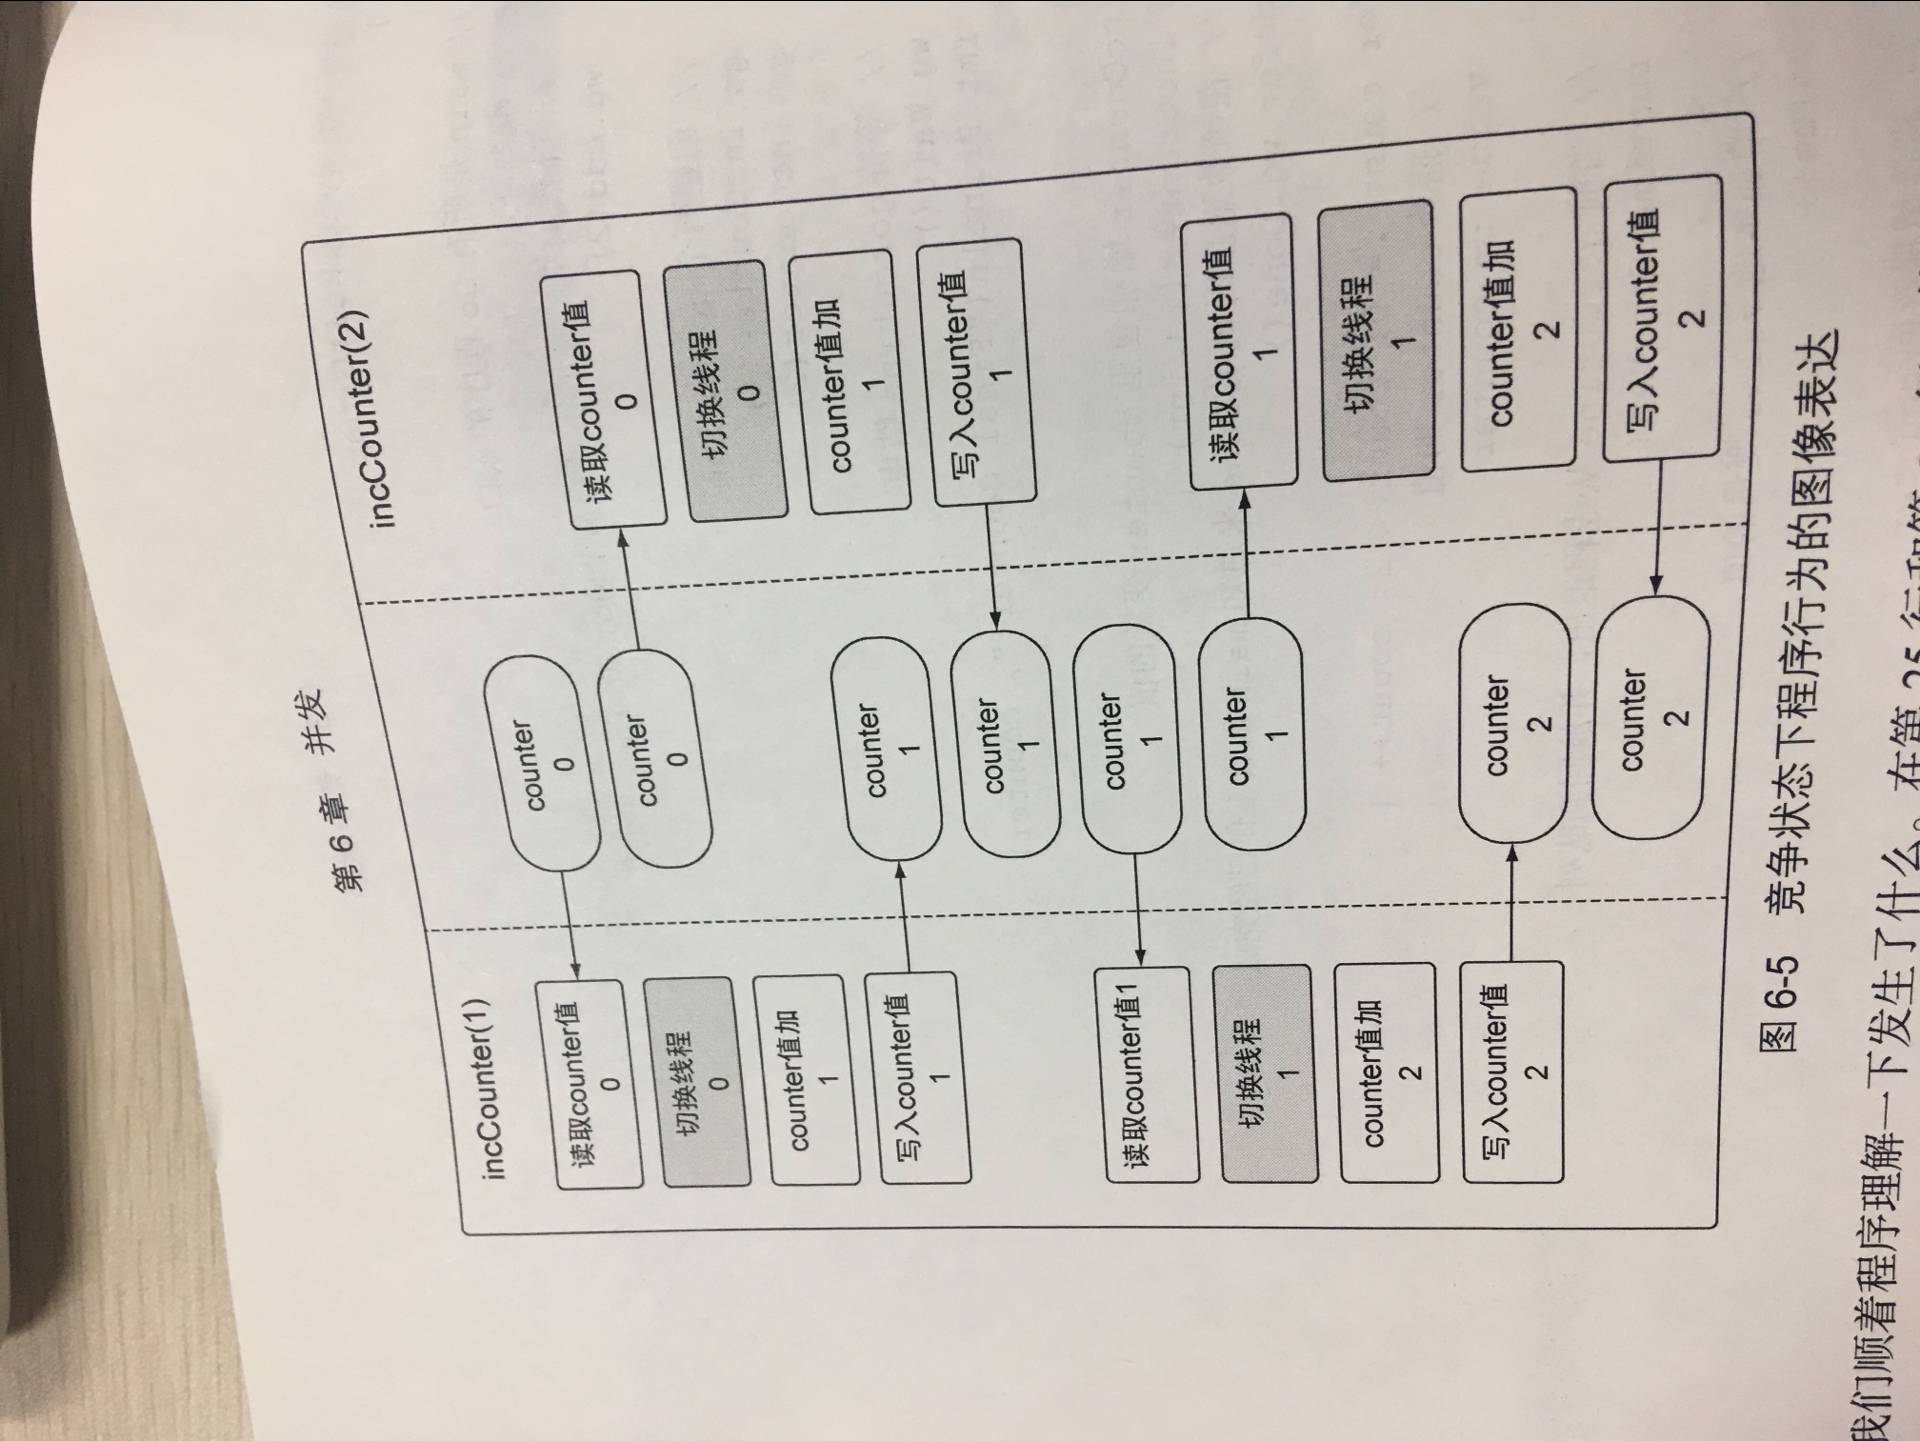 第 6 章 并发
incCounter(1)
incCounter(2)
counter
0
读取counter值
0
counter
0
读取counter值
0
切换线程
0
切换线程
0
counter值加
1
counter值加
1
写入counter值
1
counter
1
写入counter值
1
counter
1
读取counter值1
counter
1
counter
1
读取counter值
1
切换线程
1
切换线程
1
counter值加
2
counter值加
2
写入counter值
2
counter
2
写入counter值
2
counter
2
图 6-5 竞争状态下程序行为的图像表达
我们顺着程序理解一下发生了什么。在第 25 行和第